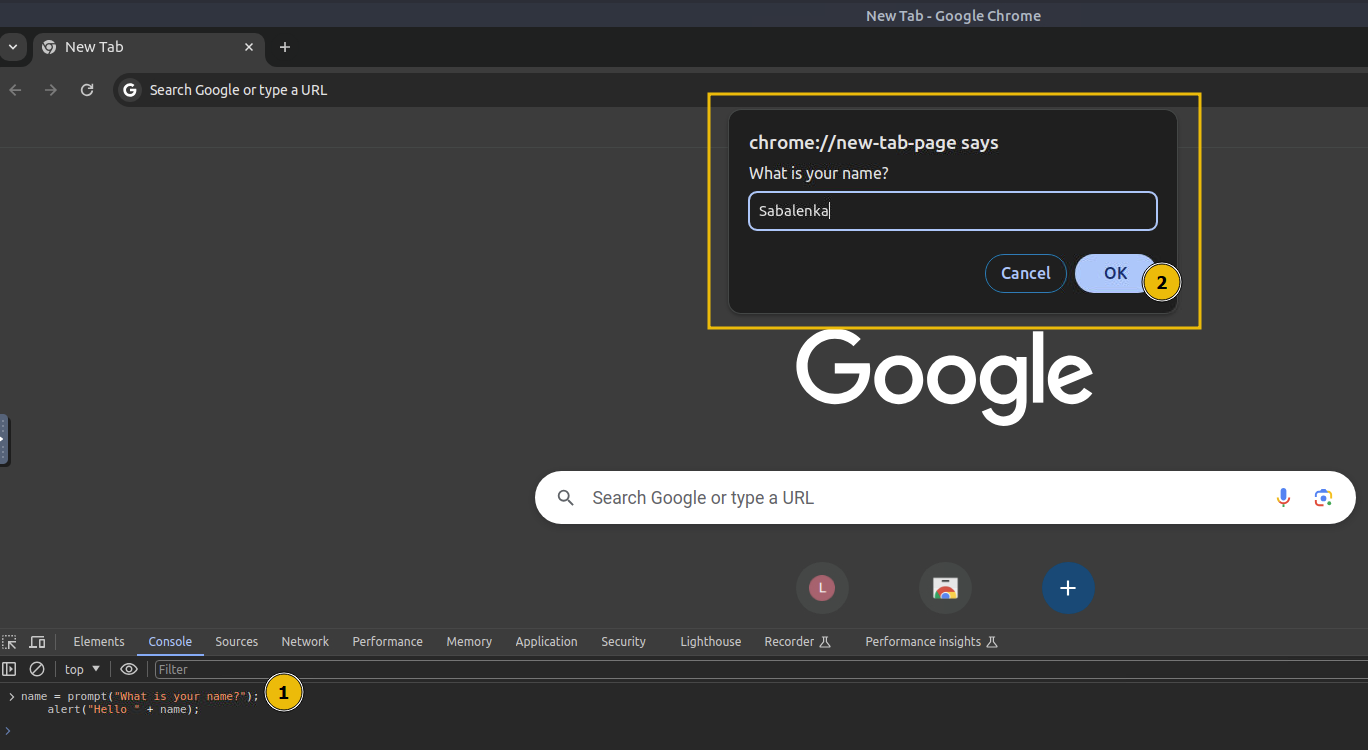 New Tab - Google Chrome
New Tab
Search Google or type a URL
chrome://new-tab-page says
What is your name?
Sabalenka
Cancel
OK
2
Google
Search Google or type a URL
L
Elements Console Sources Network Performance Memory Application Security Lighthouse Recorder Performance insights
top Filter
name = prompt("What is your name?"); 1
alert("Hello " + name);